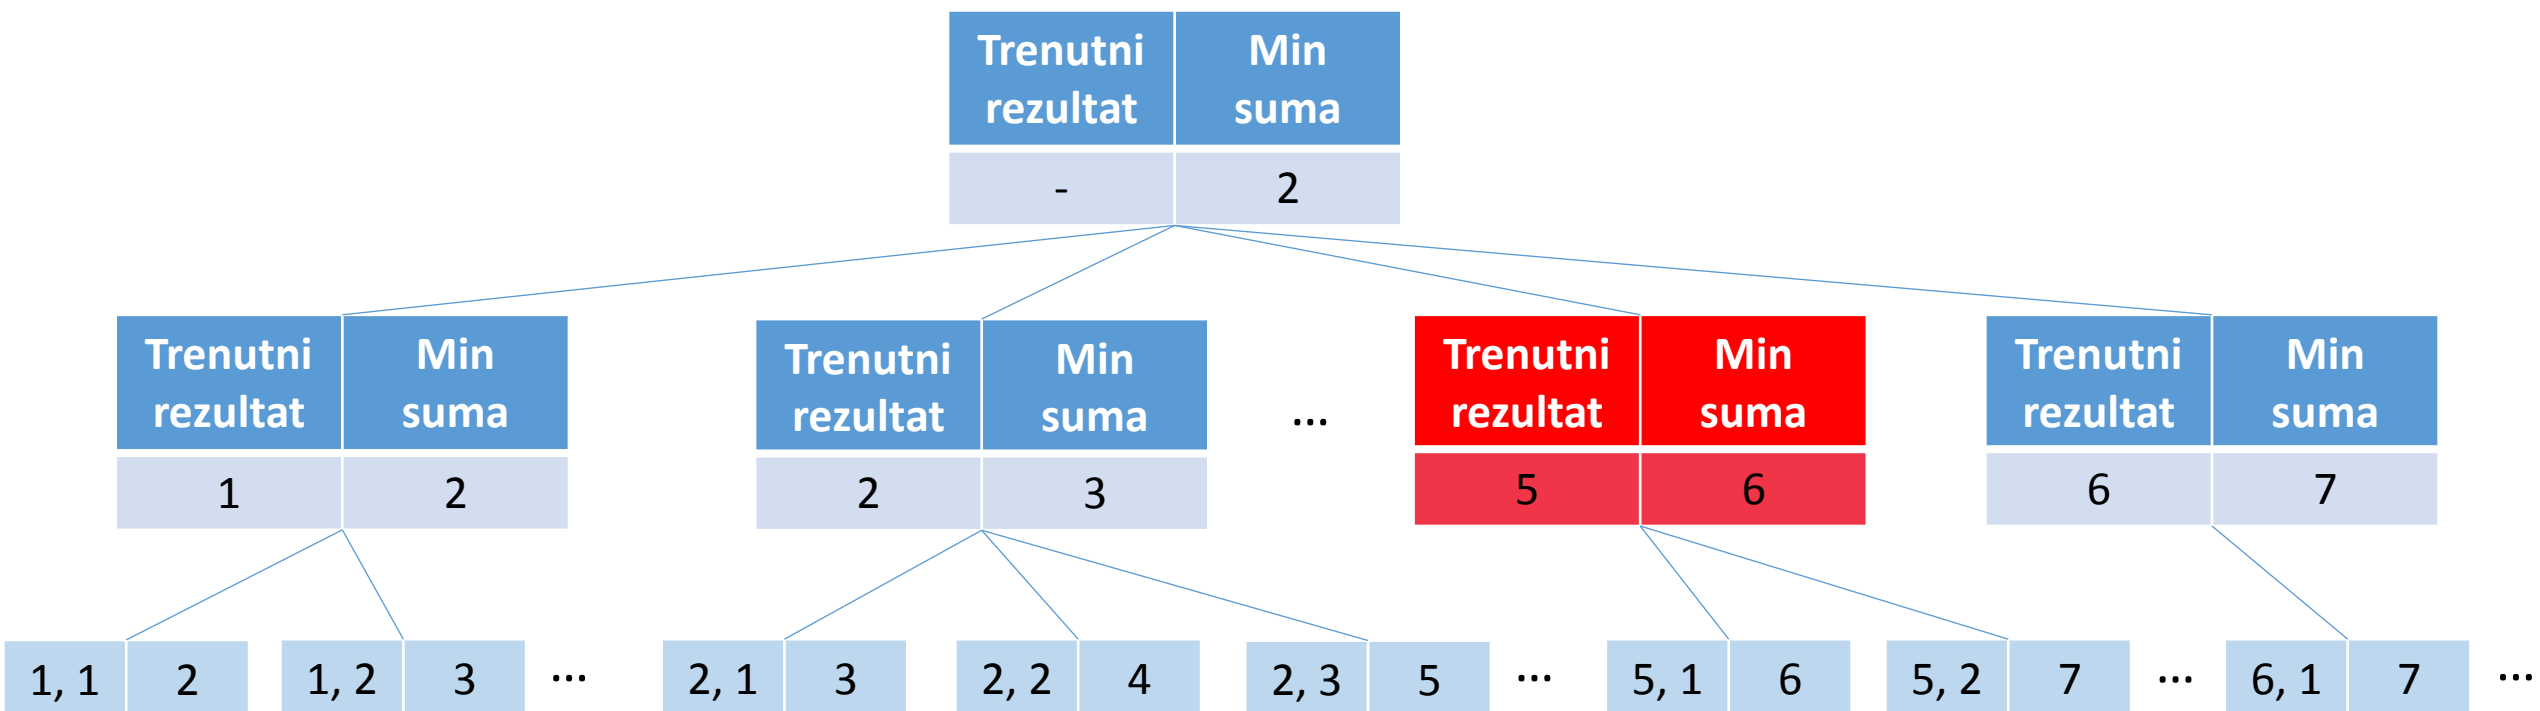 Trenutni rezultat Min suma
- 2
Trenutni rezultat Min suma
1 2
Trenutni rezultat Min suma
2 3
...
Trenutni rezultat Min suma
5 6
Trenutni rezultat Min suma
6 7
1, 1 2
1, 2 3
...
2, 1 3
2, 2 4
2, 3 5
...
5, 1 6
5, 2 7
...
6, 1 7
...